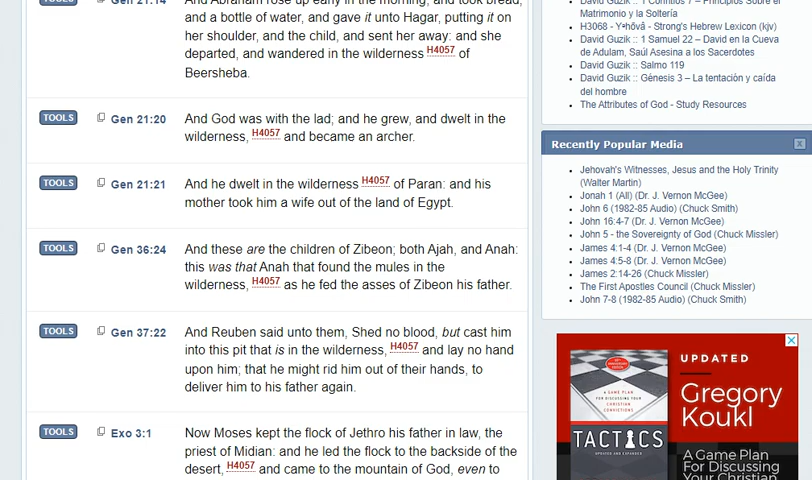 Gen 21:14
And Abraham rose up early in the morning, and took bread,
and a bottle of water, and gave it unto Hagar, putting it on
her shoulder, and the child, and sent her away: and she
departed, and wandered in the wilderness H4057 of
Beersheba.
TOOLS Gen 21:20 And God was with the lad; and he grew, and dwelt in the
wilderness, H4057 and became an archer.
TOOLS Gen 21:21 And he dwelt in the wilderness H4057 of Paran: and his
mother took him a wife out of the land of Egypt.
TOOLS Gen 36:24 And these are the children of Zibeon; both Ajah, and Anah:
this was that Anah that found the mules in the
wilderness, H4057 as he fed the asses of Zibeon his father.
TOOLS Gen 37:22 And Reuben said unto them, Shed no blood, but cast him
into this pit that is in the wilderness, H4057 and lay no hand
upon him; that he might rid him out of their hands, to
deliver him to his father again.
TOOLS Exo 3:1 Now Moses kept the flock of Jethro his father in law, the
priest of Midian: and he led the flock to the backside of the
desert, H4057 and came to the mountain of God, even to
David Guzik :: 1 Corintios 7 – Principios Sobre el
Matrimonio y la Soltería
H3068 - Yᵊhōvâ - Strong's Hebrew Lexicon (kjv)
David Guzik :: 1 Samuel 22 – David en la Cueva
de Adulam, Saúl Asesina a los Sacerdotes
David Guzik :: Salmo 119
David Guzik :: Génesis 3 – La tentación y caída
del hombre
The Attributes of God - Study Resources
Recently Popular Media x
Jehovah's Witnesses, Jesus and the Holy Trinity
(Walter Martin)
Jonah 1 (All) (Dr. J. Vernon McGee)
John 6 (1982-85 Audio) (Chuck Smith)
John 16:4-7 (Dr. J. Vernon McGee)
John 5 - the Sovereignty of God (Chuck Missler)
James 4:1-4 (Dr. J. Vernon McGee)
James 4:5-8 (Dr. J. Vernon McGee)
James 2:14-26 (Chuck Missler)
The First Apostles Council (Chuck Missler)
John 7-8 (1982-85 Audio) (Chuck Smith)
UPDATED
Gregory
Koukl
A Game Plan
For Discussing
Your Christian
A GAME PLAN
FOR DISCUSSING YOUR
CHRISTIAN
CONVICTIONS
TACTICS
UPDATED AND EXPANDED